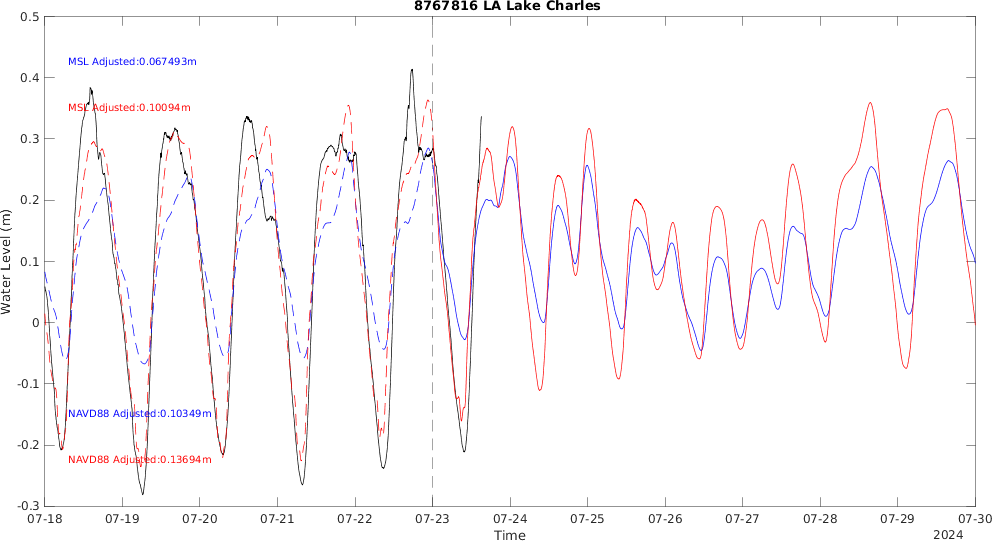 8767816 LA Lake Charles
0.5
MSL Adjusted:0.067493m
0.4
MSL Adjusted:0.10094m
0.3
0.2
Water Level (m)
0.1
0
-0.1
NAVD88 Adjusted:0.10349m
-0.2
NAVD88 Adjusted:0.13694m
-0.3
07-18 07-19 07-20 07-21 07-22 07-23 07-24 07-25 07-26 07-27 07-28 07-29 07-30
Time
2024